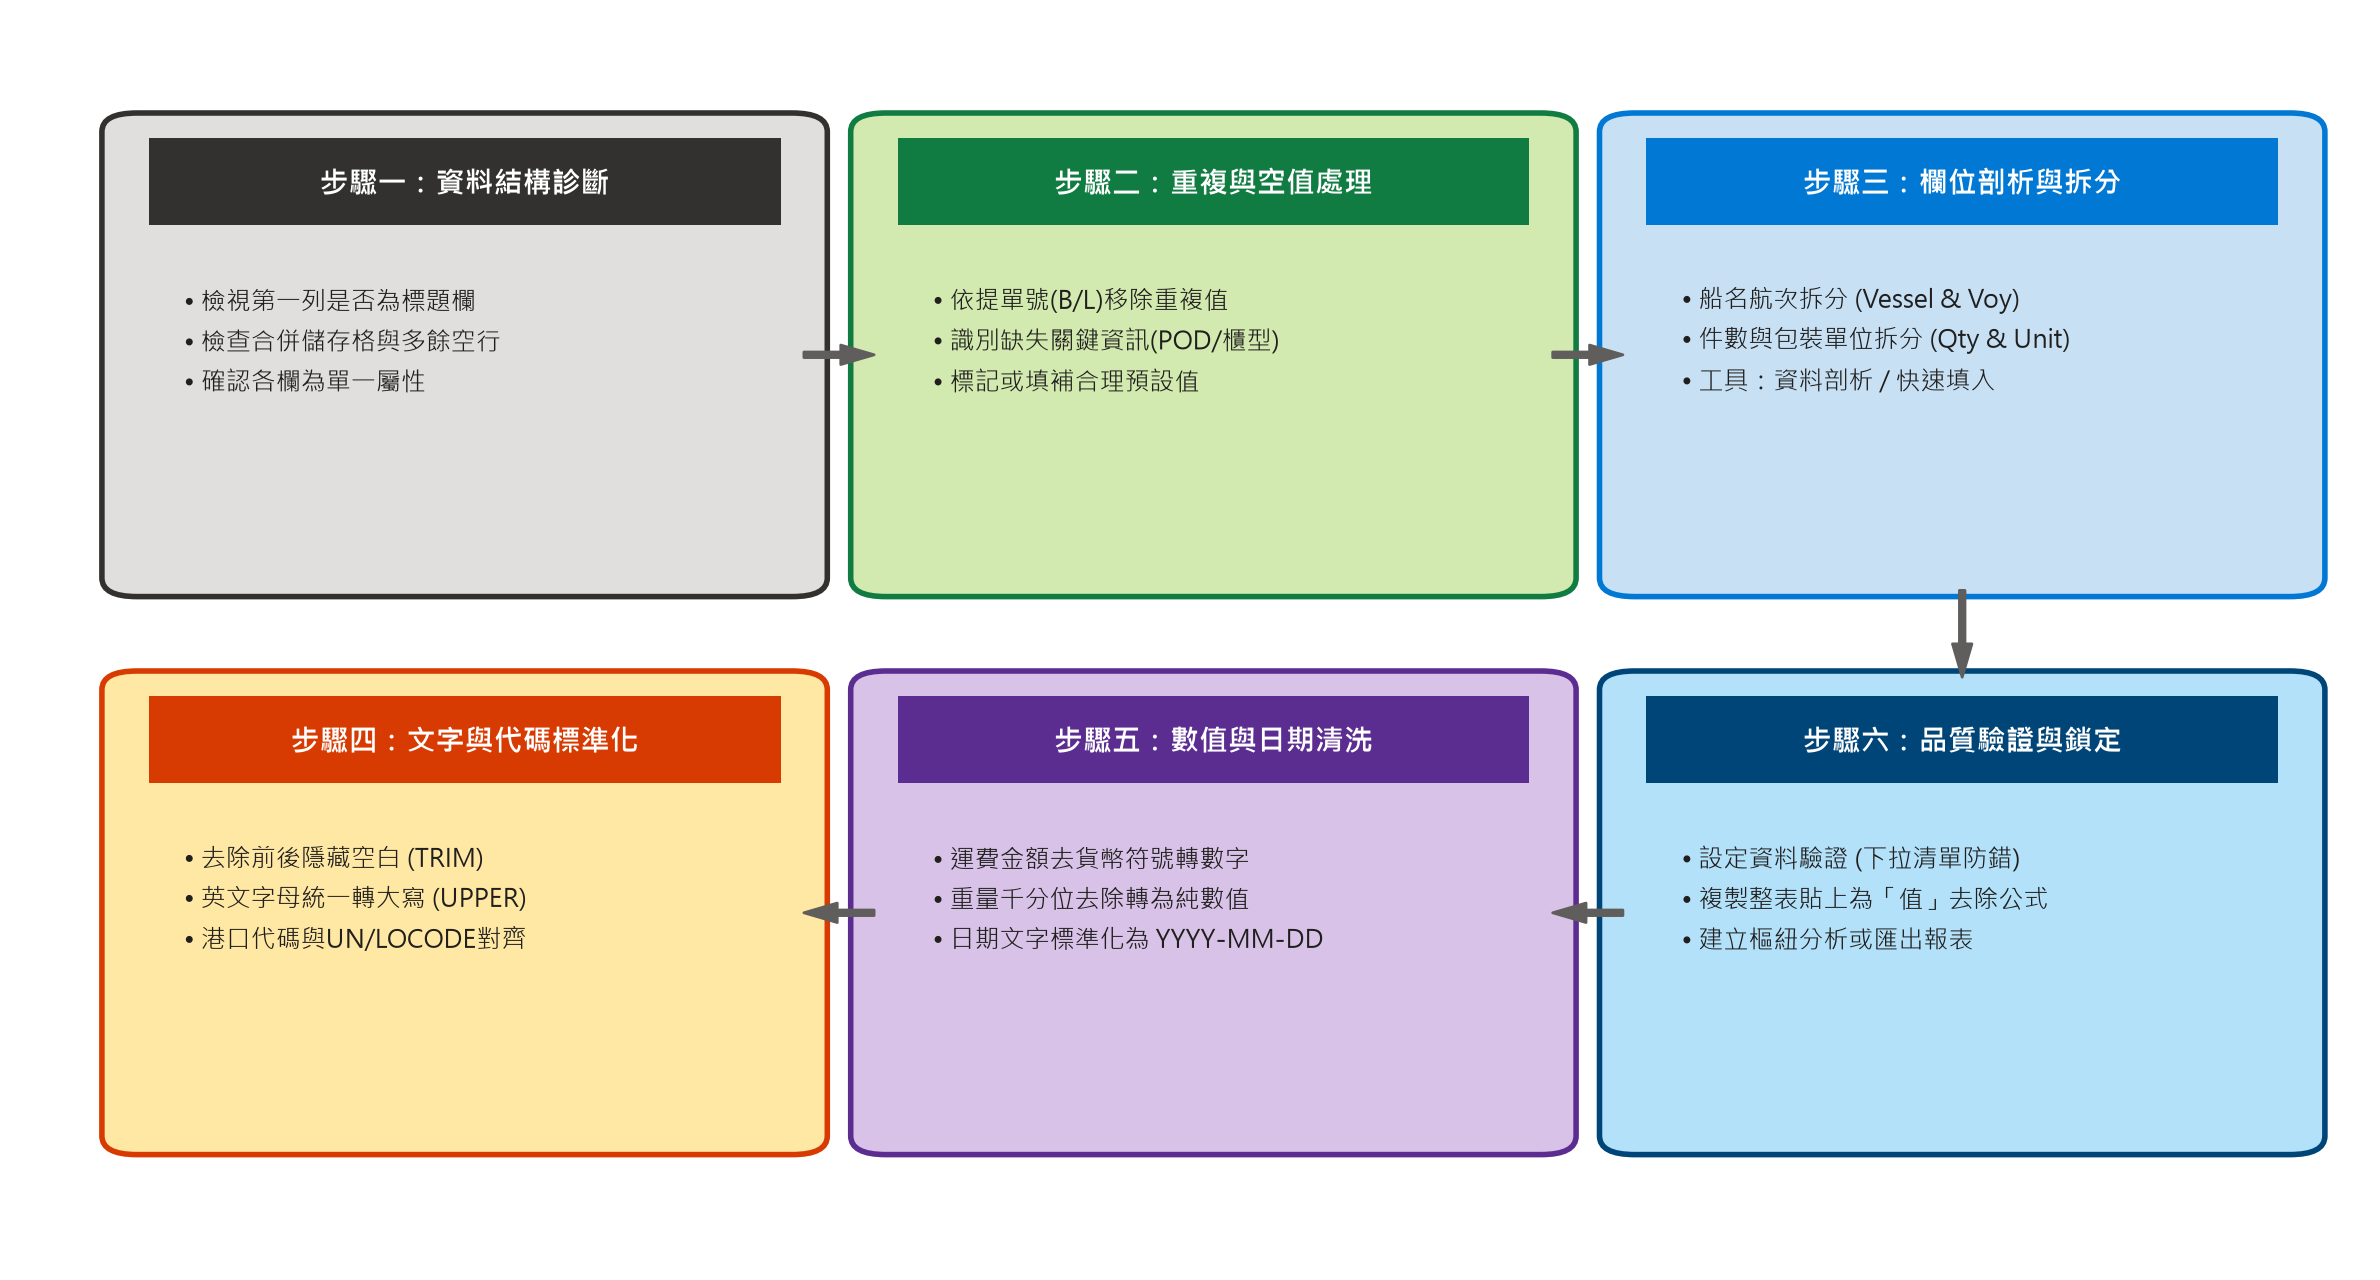 步驟一：資料結構診斷
• 檢視第一列是否為標題欄
• 檢查合併儲存格與多餘空行
• 確認各欄為單一屬性
步驟二：重複與空值處理
• 依提單號(B/L)移除重複值
• 識別缺失關鍵資訊(POD/櫃型)
• 標記或填補合理預設值
步驟三：欄位剖析與拆分
• 船名航次拆分 (Vessel & Voy)
• 件數與包裝單位拆分 (Qty & Unit)
• 工具：資料剖析 / 快速填入
步驟四：文字與代碼標準化
• 去除前後隱藏空白 (TRIM)
• 英文字母統一轉大寫 (UPPER)
• 港口代碼與UN/LOCODE對齊
步驟五：數值與日期清洗
• 運費金額去貨幣符號轉數字
• 重量千分位去除轉為純數值
• 日期文字標準化為 YYYY-MM-DD
步驟六：品質驗證與鎖定
• 設定資料驗證 (下拉清單防錯)
• 複製整表貼上為「值」去除公式
• 建立樞紐分析或匯出報表